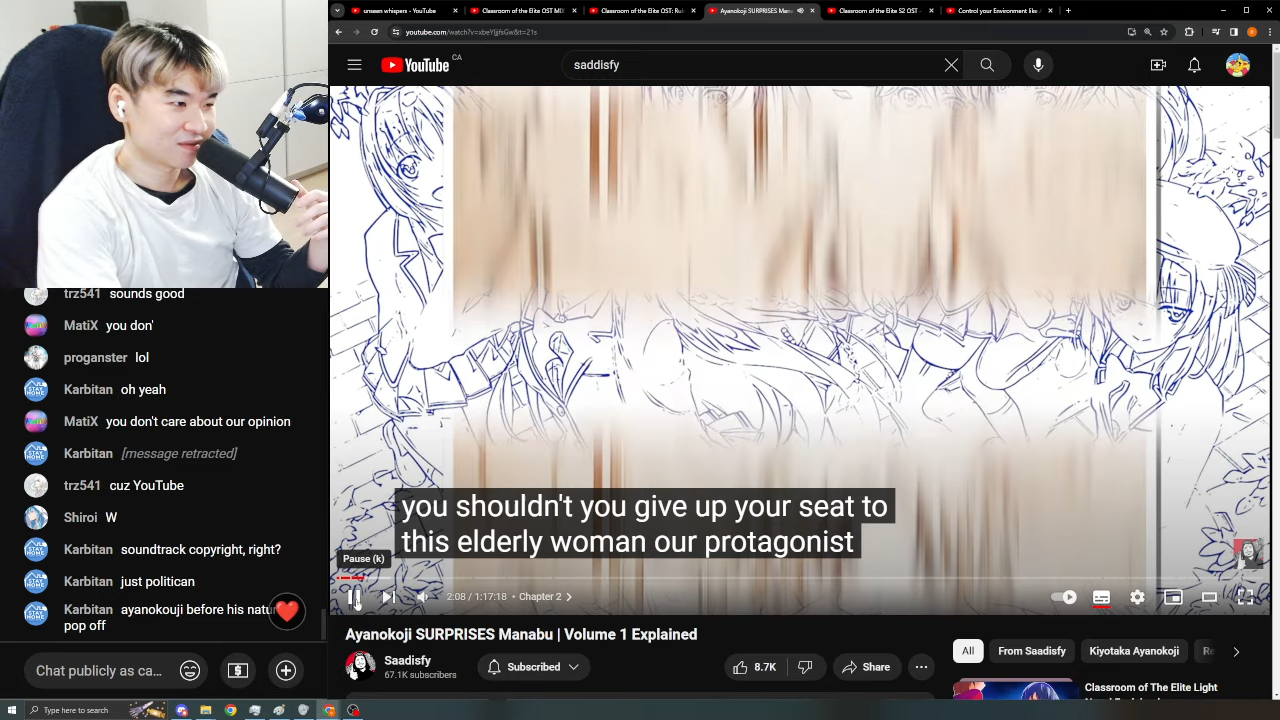 unseen whispers - YouTube
Classroom of the Elite OST MI
Classroom of the Elite OST: Ru
Ayanokoji SURPRISES Man
Classroom of the Elite S2 OST -
Control your Environment like
youtube.com/watch?v=xbeYJjfsGw8t=21s
YouTube CA
saddisfy
trz541 sounds good
MatiX you don'
proganster lol
Karbitan oh yeah
MatiX you don't care about our opinion
Karbitan [message retracted]
trz541 cuz YouTube
Shiroi W
Karbitan soundtrack copyright, right?
Karbitan just politican
Karbitan ayanokouji before his natu
pop off
Chat publicly as ca...
you shouldn't you give up your seat to
this elderly woman our protagonist
Pause (k)
2:08 / 1:17:18 • Chapter 2
Ayanokoji SURPRISES Manabu | Volume 1 Explained
Saadisfy
67.1K subscribers
Subscribed
8.7K
Share
All
From Saadisfy
Kiyotaka Ayanokoji
Re
Classroom of The Elite Light
Type here to search